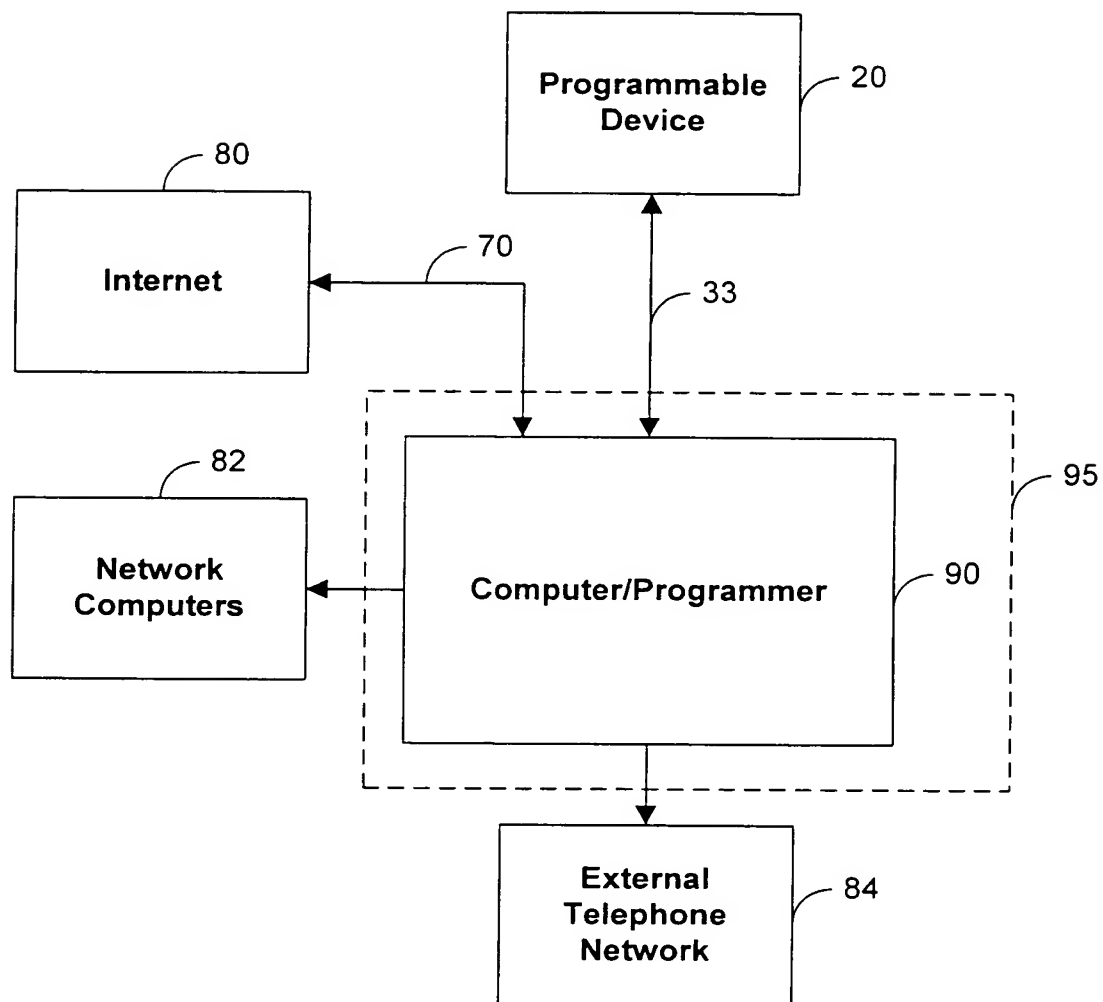 Programmable
Device
20
80
Internet
70
33
82
Network
Computers
95
Computer/Programmer
90
External
Telephone
Network
84